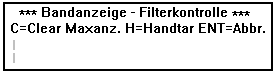 *** Bandanzeige - Filterkontrolle ***
C=Clear Maxanz. H=Handtar ENT=Abbr.